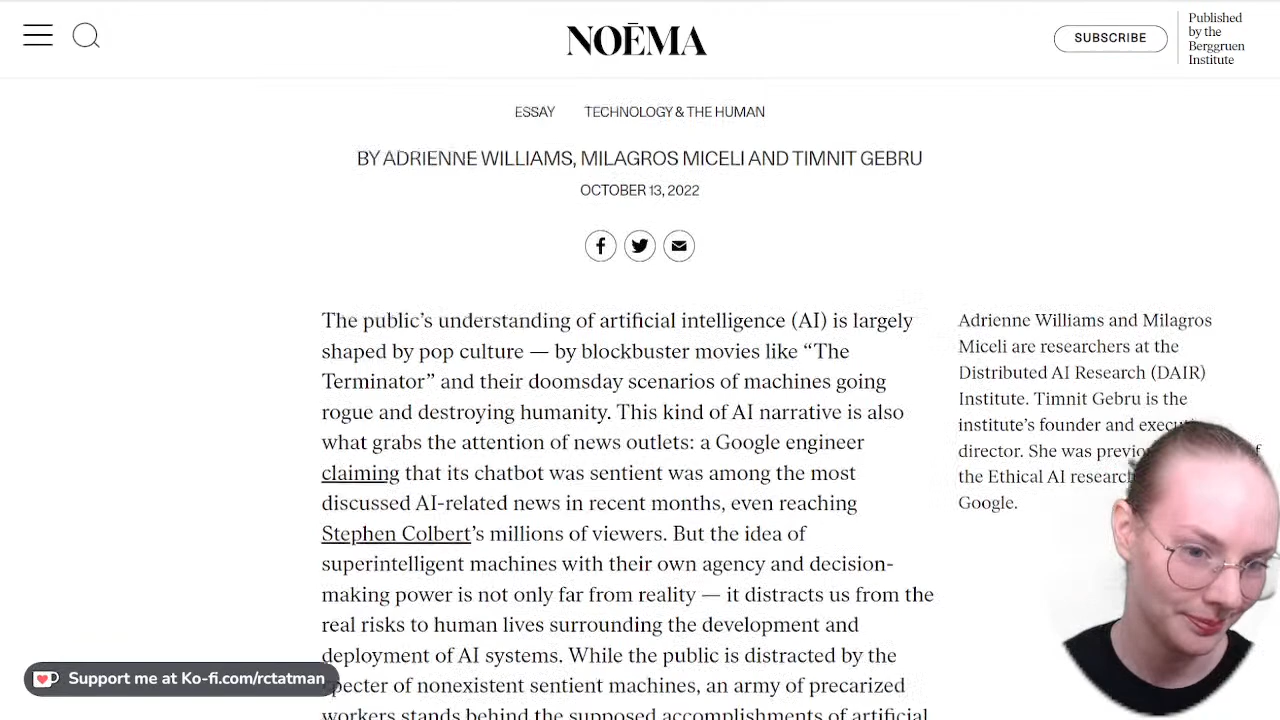 NOĒMA
SUBSCRIBE
Published
by the
Berggruen
Institute
ESSAY TECHNOLOGY & THE HUMAN
BY ADRIENNE WILLIAMS, MILAGROS MICELI AND TIMNIT GEBRU
OCTOBER 13, 2022
The public’s understanding of artificial intelligence (AI) is largely
shaped by pop culture — by blockbuster movies like “The
Terminator” and their doomsday scenarios of machines going
rogue and destroying humanity. This kind of AI narrative is also
what grabs the attention of news outlets: a Google engineer
claiming that its chatbot was sentient was among the most
discussed AI-related news in recent months, even reaching
Stephen Colbert’s millions of viewers. But the idea of
superintelligent machines with their own agency and decision-
making power is not only far from reality — it distracts us from the
real risks to human lives surrounding the development and
deployment of AI systems. While the public is distracted by the
specter of nonexistent sentient machines, an army of precarized
workers stands behind the supposed accomplishments of artificial
Adrienne Williams and Milagros
Miceli are researchers at the
Distributed AI Research (DAIR)
Institute. Timnit Gebru is the
institute’s founder and
director. She was
the Ethical AI
Google.
Support me at Ko-fi.com/rctatman